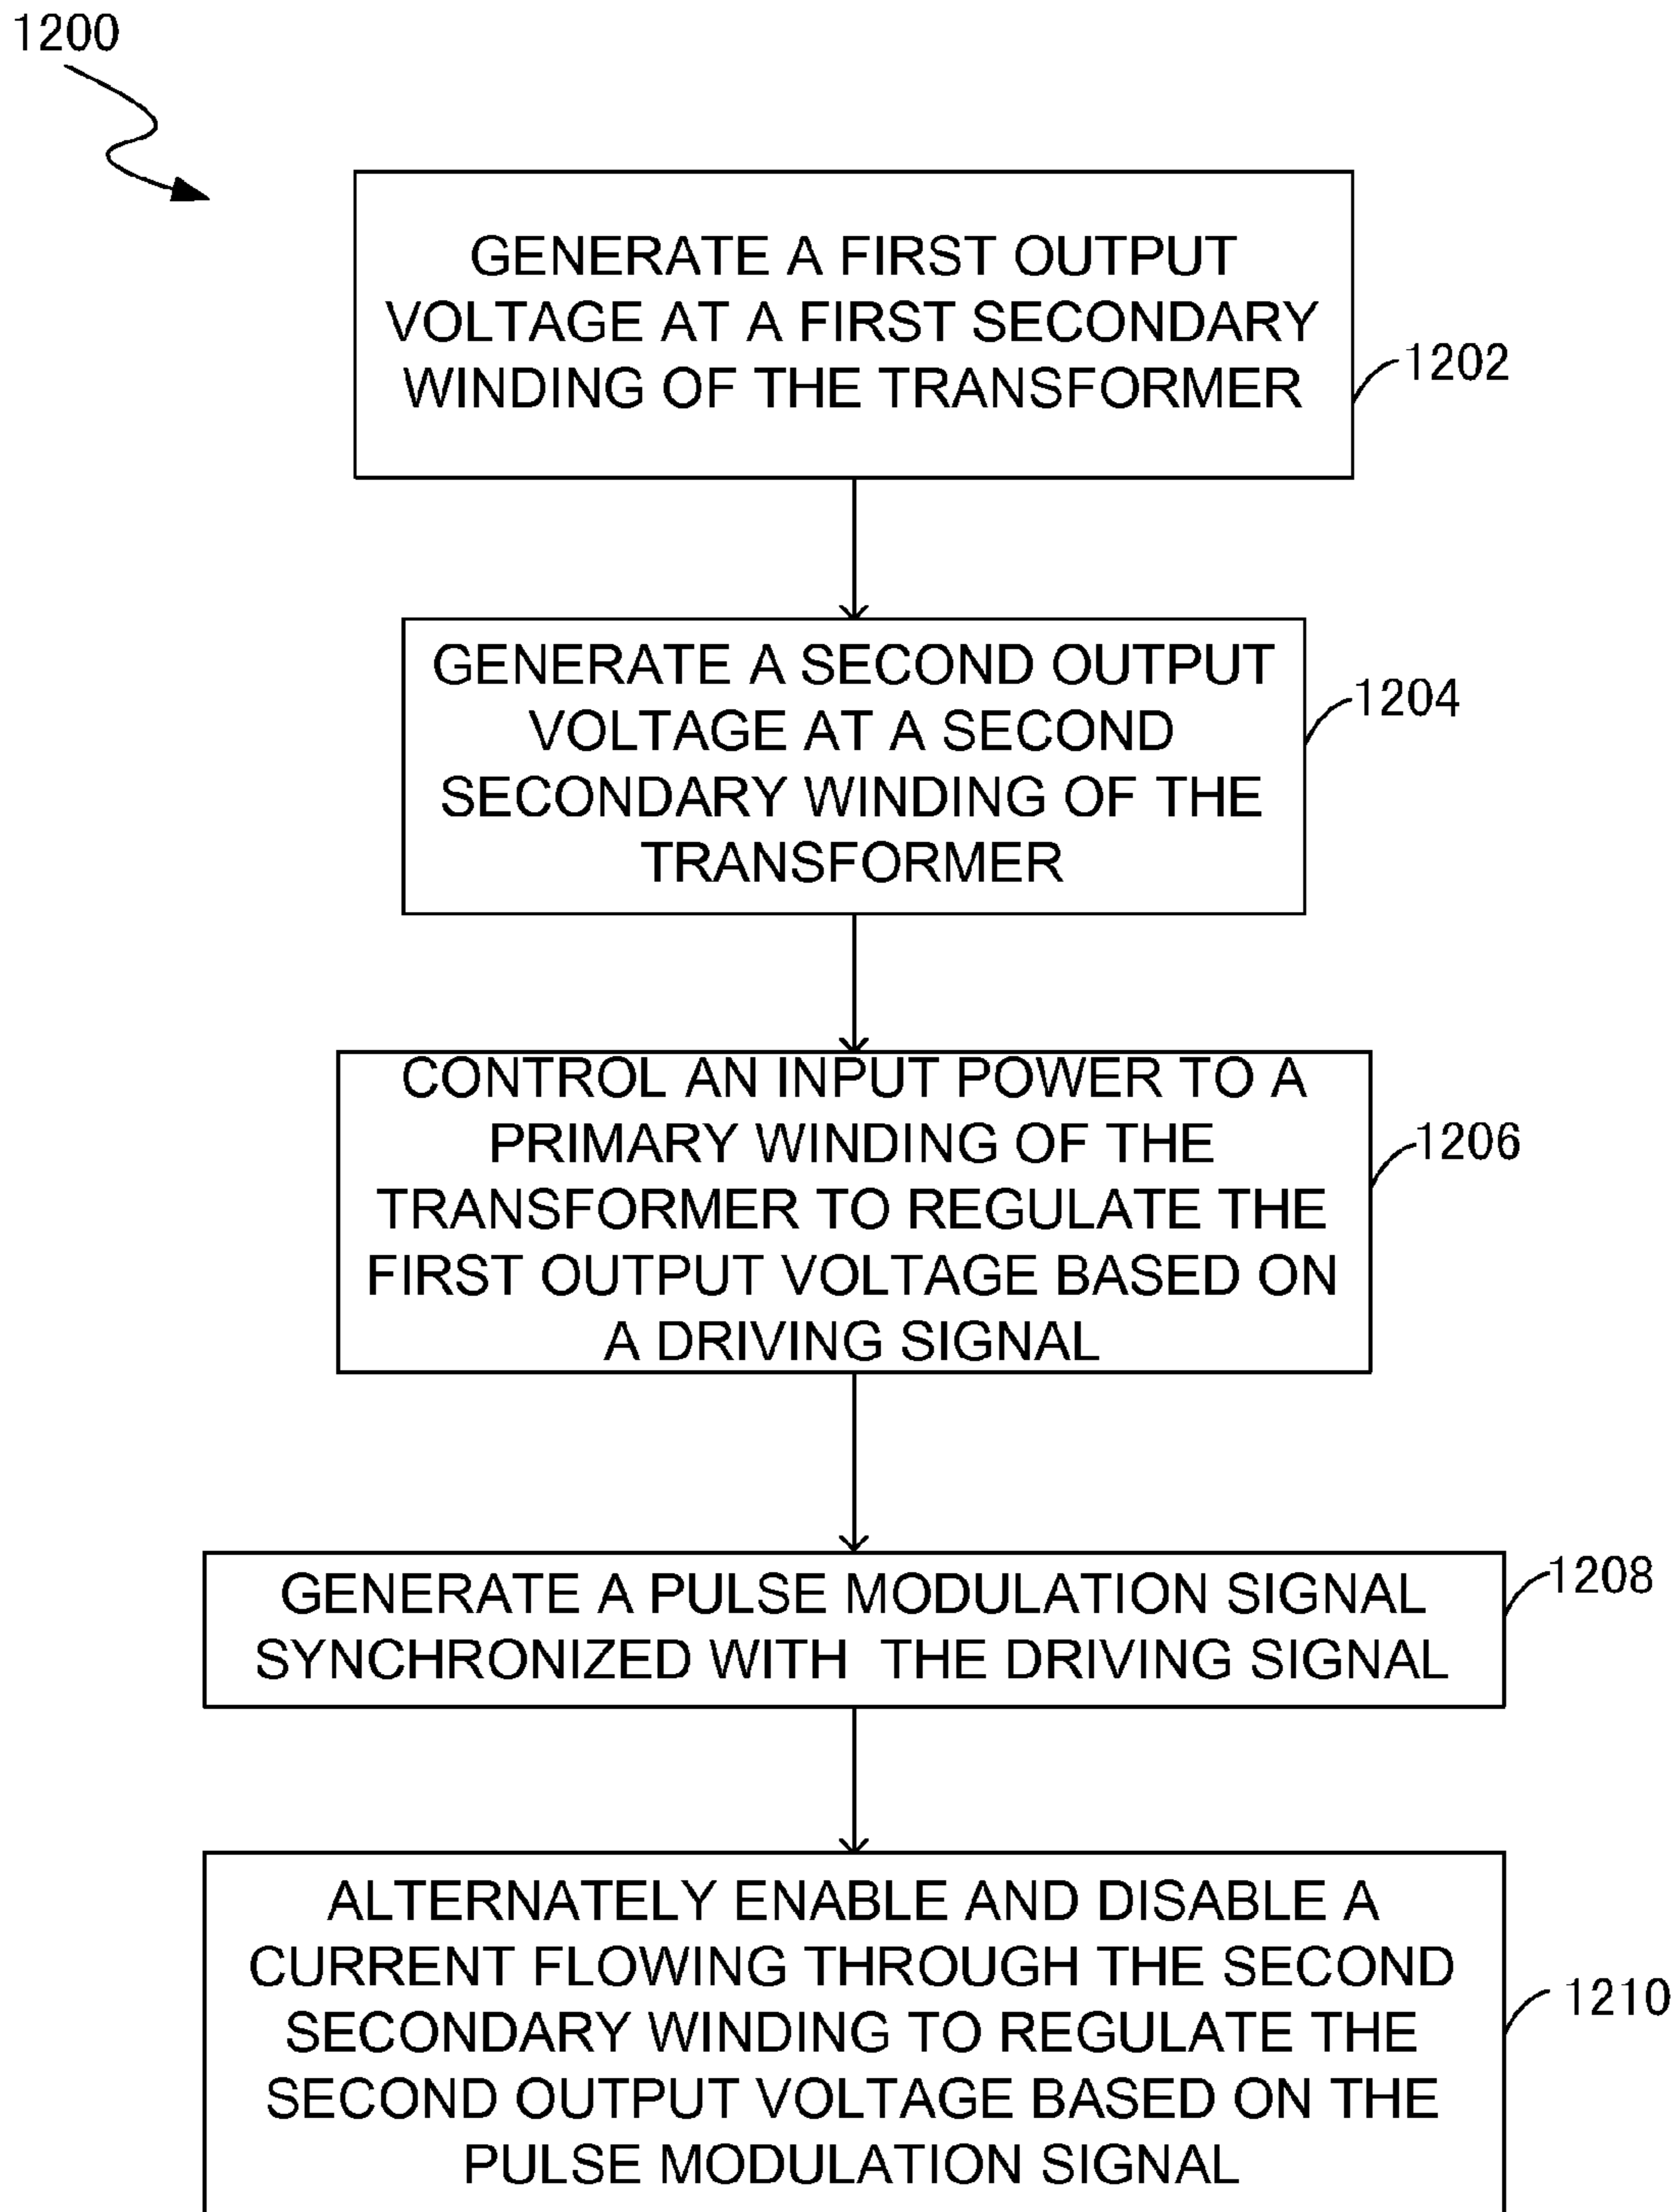 1200
GENERATE A FIRST OUTPUT
VOLTAGE AT A FIRST SECONDARY
WINDING OF THE TRANSFORMER
1202
GENERATE A SECOND OUTPUT
VOLTAGE AT A SECOND
SECONDARY WINDING OF THE
TRANSFORMER
1204
CONTROL AN INPUT POWER TO A
PRIMARY WINDING OF THE
TRANSFORMER TO REGULATE THE
FIRST OUTPUT VOLTAGE BASED ON
A DRIVING SIGNAL
1206
GENERATE A PULSE MODULATION SIGNAL
SYNCHRONIZED WITH THE DRIVING SIGNAL
1208
ALTERNATELY ENABLE AND DISABLE A
CURRENT FLOWING THROUGH THE SECOND
SECONDARY WINDING TO REGULATE THE
SECOND OUTPUT VOLTAGE BASED ON THE
PULSE MODULATION SIGNAL
1210